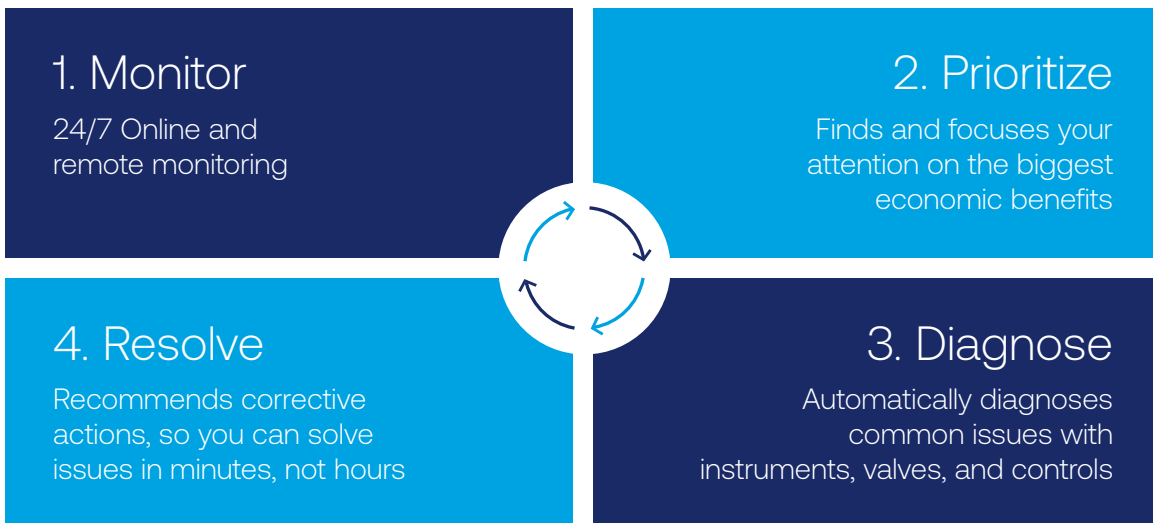 1. Monitor
24/7 Online and
remote monitoring
2. Prioritize
Finds and focuses your
attention on the biggest
economic benefits
3. Diagnose
Automatically diagnoses
common issues with
instruments, valves, and controls
4. Resolve
Recommends corrective
actions, so you can solve
issues in minutes, not hours